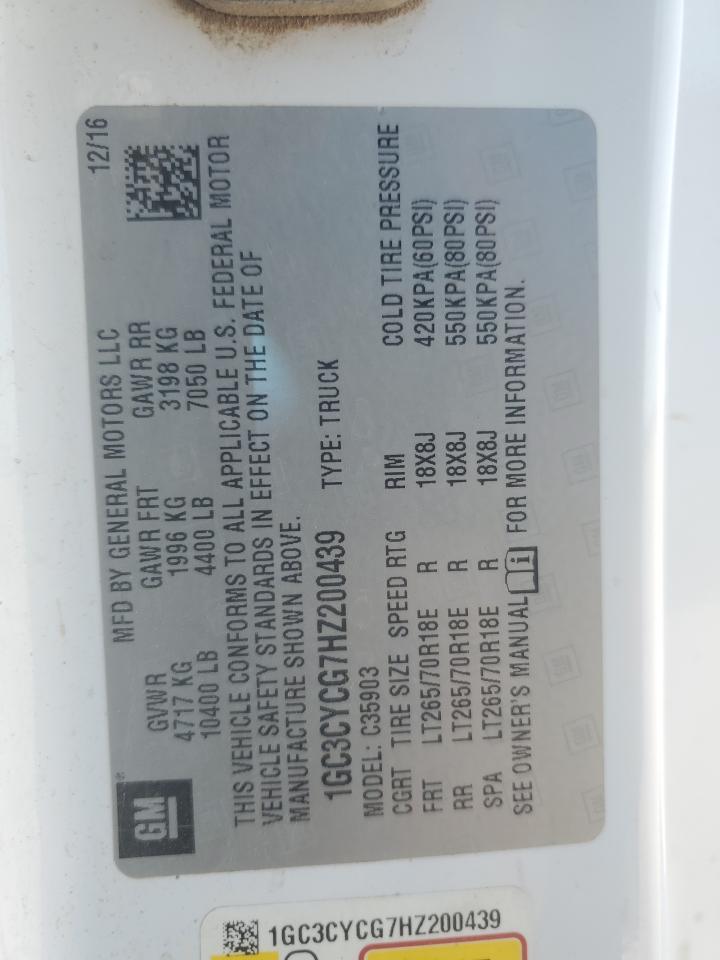 GM
MFD BY GENERAL MOTORS LLC 12/16
GVWR GAWR FRT GAWR RR
4717 KG 1996 KG 3198 KG
10400 LB 4400 LB 7050 LB
THIS VEHICLE CONFORMS TO ALL APPLICABLE U.S. FEDERAL MOTOR
VEHICLE SAFETY STANDARDS IN EFFECT ON THE DATE OF
MANUFACTURE SHOWN ABOVE.
1GC3CYCG7HZ200439 TYPE: TRUCK
MODEL: C35903
CGRT TIRE SIZE SPEED RTG RIM COLD TIRE PRESSURE
FRT LT265/70R18E R 18X8J 420KPA(60PSI)
RR LT265/70R18E R 18X8J 550KPA(80PSI)
SPA LT265/70R18E R 18X8J 550KPA(80PSI)
SEE OWNER'S MANUAL FOR MORE INFORMATION.
1GC3CYCG7HZ200439